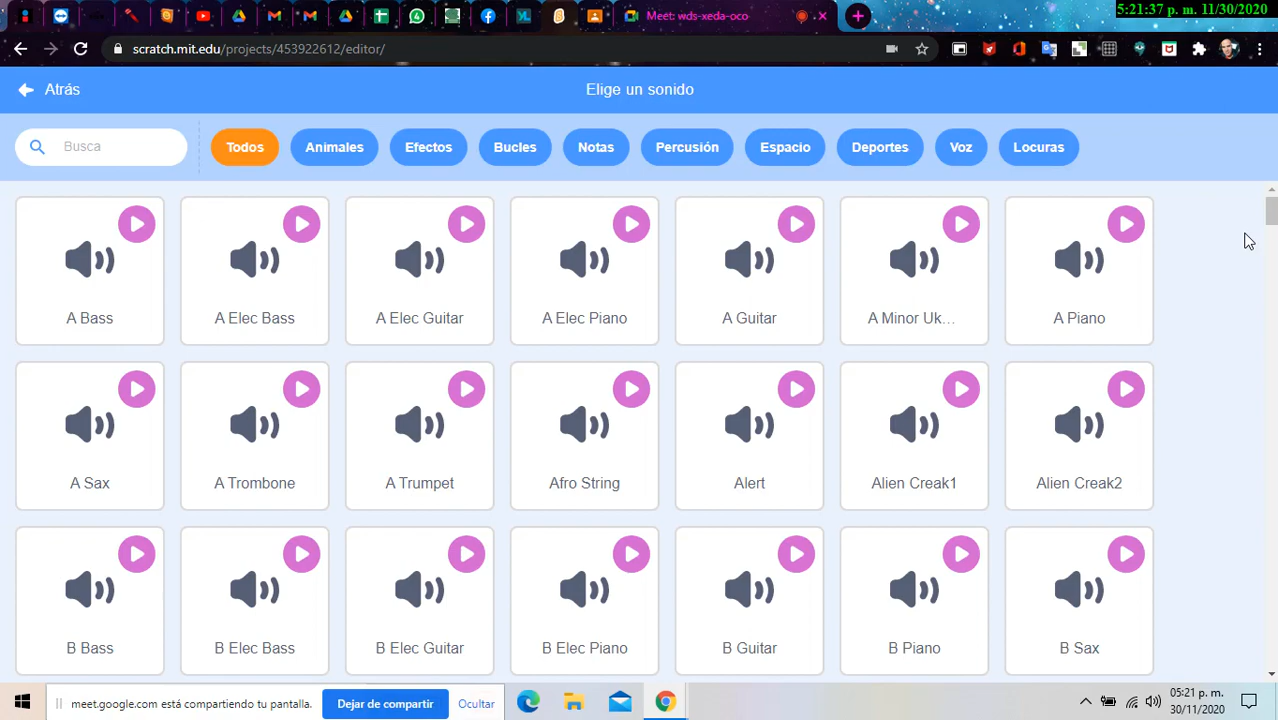 Meet: wds-xeda-oco
5:21:37 p. m. 11/30/2020
scratch.mit.edu/projects/453922612/editor/
Atrás
Elige un sonido
Busca
Todos
Animales
Efectos
Bucles
Notas
Percusión
Espacio
Deportes
Voz
Locuras
A Bass
A Elec Bass
A Elec Guitar
A Elec Piano
A Guitar
A Minor Uk…
A Piano
A Sax
A Trombone
A Trumpet
Afro String
Alert
Alien Creak1
Alien Creak2
B Bass
B Elec Bass
B Elec Guitar
B Elec Piano
B Guitar
B Piano
B Sax
meet.google.com está compartiendo tu pantalla.
Dejar de compartir
Ocultar
05:21 p. m.
30/11/2020